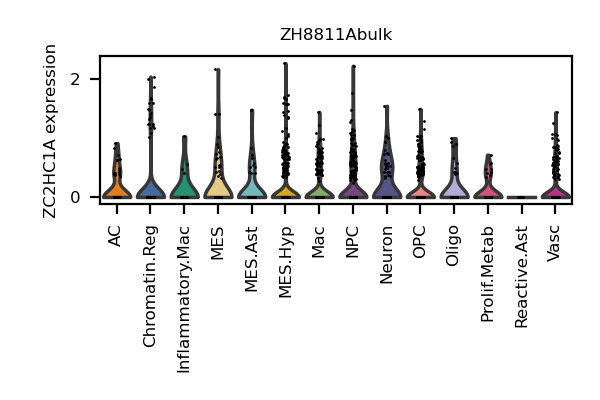 ZH8811Abulk
ZC2HC1A expression
2
0
AC
Chromatin.Reg
Inflammatory.Mac
MES
MES.Ast
MES.Hyp
Mac
NPC
Neuron
OPC
Oligo
Prolif.Metab
Reactive.Ast
Vasc